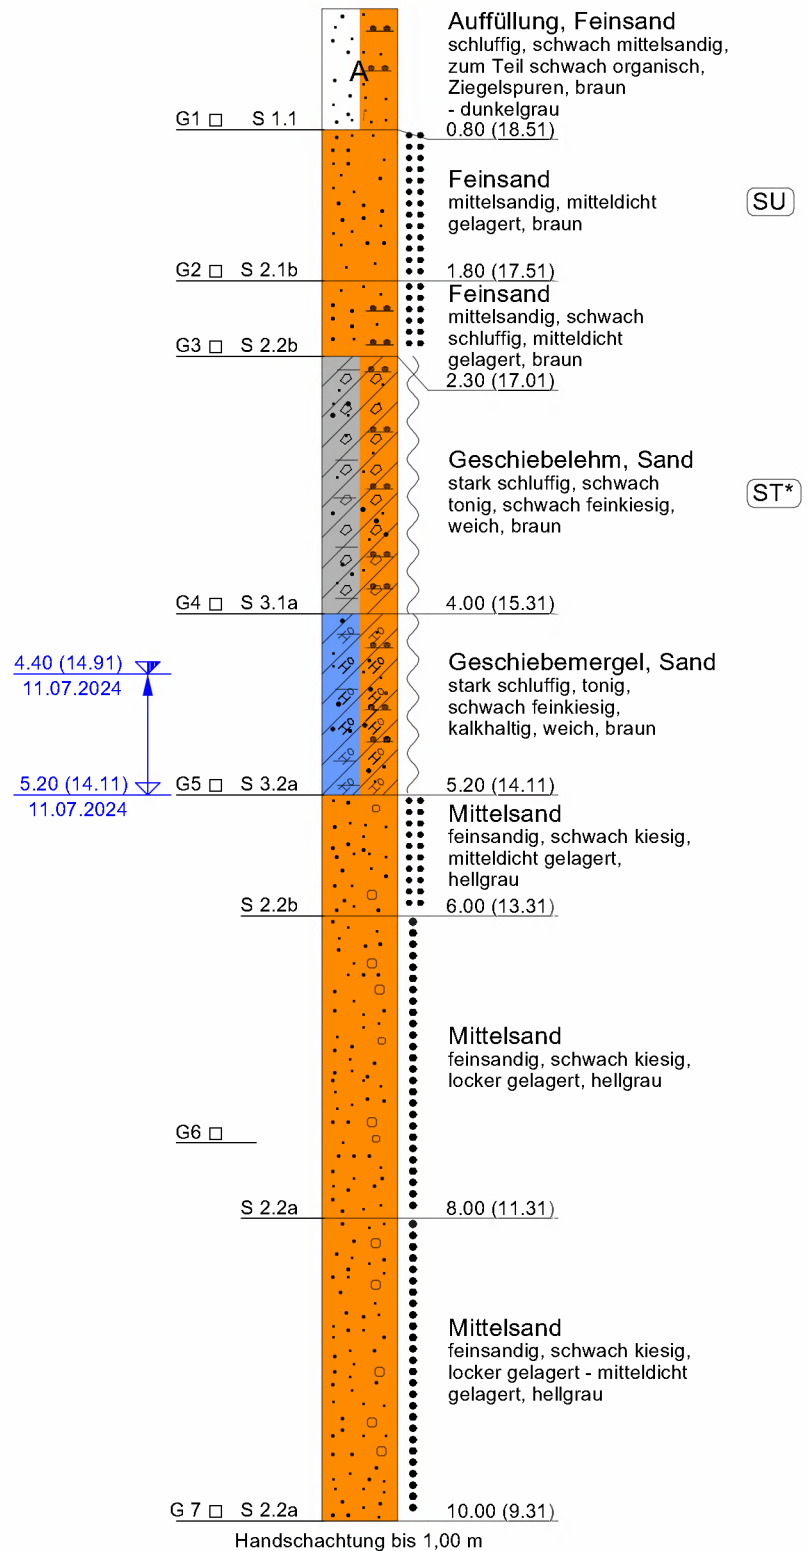 Auffüllung, Feinsand
schluffig, schwach mittelsandig,
zum Teil schwach organisch,
Ziegelspuren, braun
- dunkelgrau
A
G1 S 1.1 0.80 (18.51)
Feinsand
mittelsandig, mitteldicht
gelagert, braun
SU
G2 S 2.1b 1.80 (17.51)
Feinsand
mittelsandig, schwach
schluffig, mitteldicht
gelagert, braun
G3 S 2.2b 2.30 (17.01)
Geschiebelehm, Sand
stark schluffig, schwach
tonig, schwach feinkiesig,
weich, braun
ST*
G4 S 3.1a 4.00 (15.31)
4.40 (14.91)
11.07.2024
Geschiebemergel, Sand
stark schluffig, tonig,
schwach feinkiesig,
kalkhaltig, weich, braun
5.20 (14.11) G5 S 3.2a 5.20 (14.11)
11.07.2024
Mittelsand
feinsandig, schwach kiesig,
mitteldicht gelagert,
hellgrau
S 2.2b 6.00 (13.31)
Mittelsand
feinsandig, schwach kiesig,
locker gelagert, hellgrau
G6
S 2.2a 8.00 (11.31)
Mittelsand
feinsandig, schwach kiesig,
locker gelagert - mitteldicht
gelagert, hellgrau
G 7 S 2.2a 10.00 (9.31)
Handschachtung bis 1,00 m